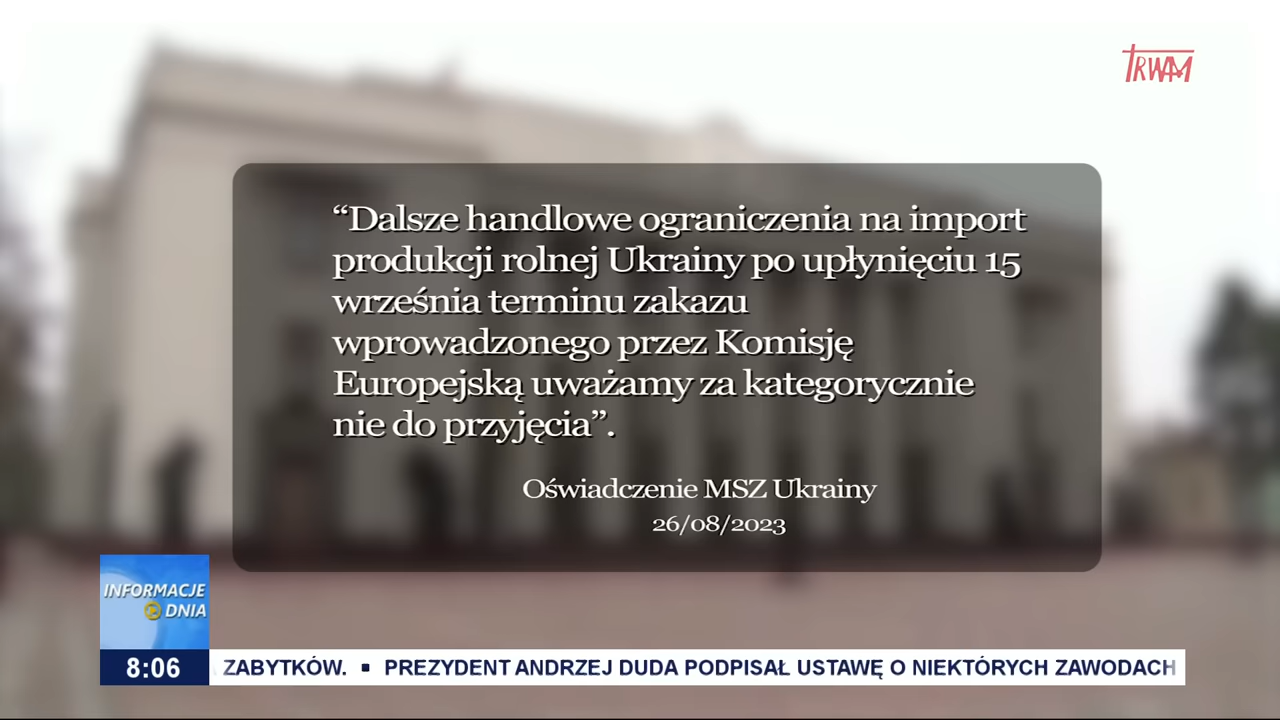 TRWAM
“Dalsze handlowe ograniczenia na import
produkcji rolnej Ukrainy po upłynięciu 15
września terminu zakazu
wprowadzonego przez Komisję
Europejską uważamy za kategorycznie
nie do przyjęcia”.
Oświadczenie MSZ Ukrainy
26/08/2023
INFORMACJE
DNIA
8:06 ZABYTKÓW. ▪ PREZYDENT ANDRZEJ DUDA PODPISAŁ USTAWĘ O NIEKTÓRYCH ZAWODACH